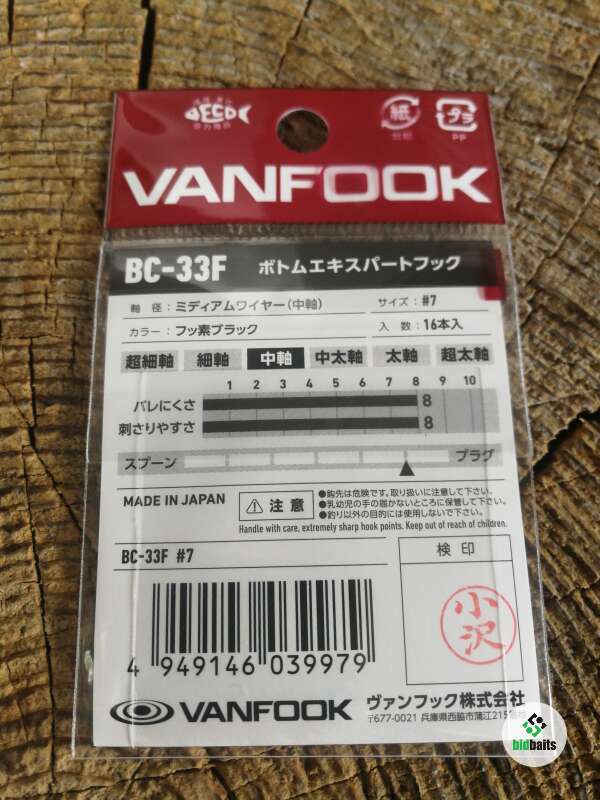 ECO
紙
プラ
PP
VANFOOK
BC-33F ボトムエキスパートフック
軸 径：ミディアムワイヤー(中軸) サイズ：#7
カラー：フッ素ブラック 入 数：16本入
超細軸 細軸 中軸 中太軸 太軸 超太軸
1 2 3 4 5 6 7 8 9 10
バレにくさ 8
刺さりやすさ 8
スプーン プラグ
MADE IN JAPAN
注 意
●鈎先は危険です。取り扱いに注意して下さい。
●乳幼児の手の届かないところに保管して下さい。
●釣り以外の目的には使用しないで下さい。
Handle with care, extremely sharp hook points. Keep out of reach of children.
BC-33F #7
検 印
小沢
4 949146 039979
VANFOOK
ヴァンフック株式会社
〒677-0021 兵庫県西脇市蒲江215
bidbaits